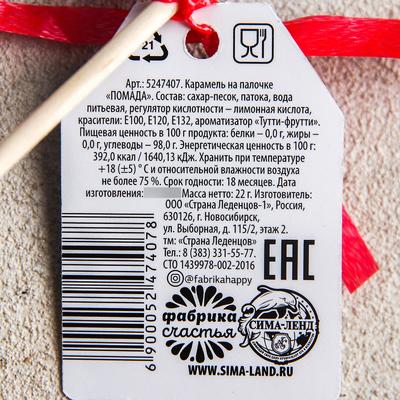 21
Арт.: 5247407. Карамель на палочке
«ПОМАДА». Состав: сахар-песок, патока, вода
питьевая, регулятор кислотности – лимонная кислота,
красители: Е100, Е120, Е132, ароматизатор «Тутти-фрутти».
Пищевая ценность в 100 г продукта: белки – 0,0 г, жиры –
0,0 г, углеводы – 98,0 г. Энергетическая ценность в 100 г:
392,0 ккал / 1640,13 кДж. Хранить при температуре
+18 (±5) ° С и относительной влажности воздуха
не более 75 %. Срок годности: 18 месяцев. Дата
изготовления: Масса нетто: 22 г. Изготовитель:
ООО «Страна Леденцов-1», Россия,
630126, г. Новосибирск,
ул. Выборная, д. 115/2, этаж 2.
тм: «Страна Леденцов»
Тел.: 8 (383) 331-55-77.
СТО 1439978-002-2016
@fabrikahappy
EAC
6900052474078
фабрика
счастья
СИМА-ЛЕНД
WWW.SIMA-LAND.RU